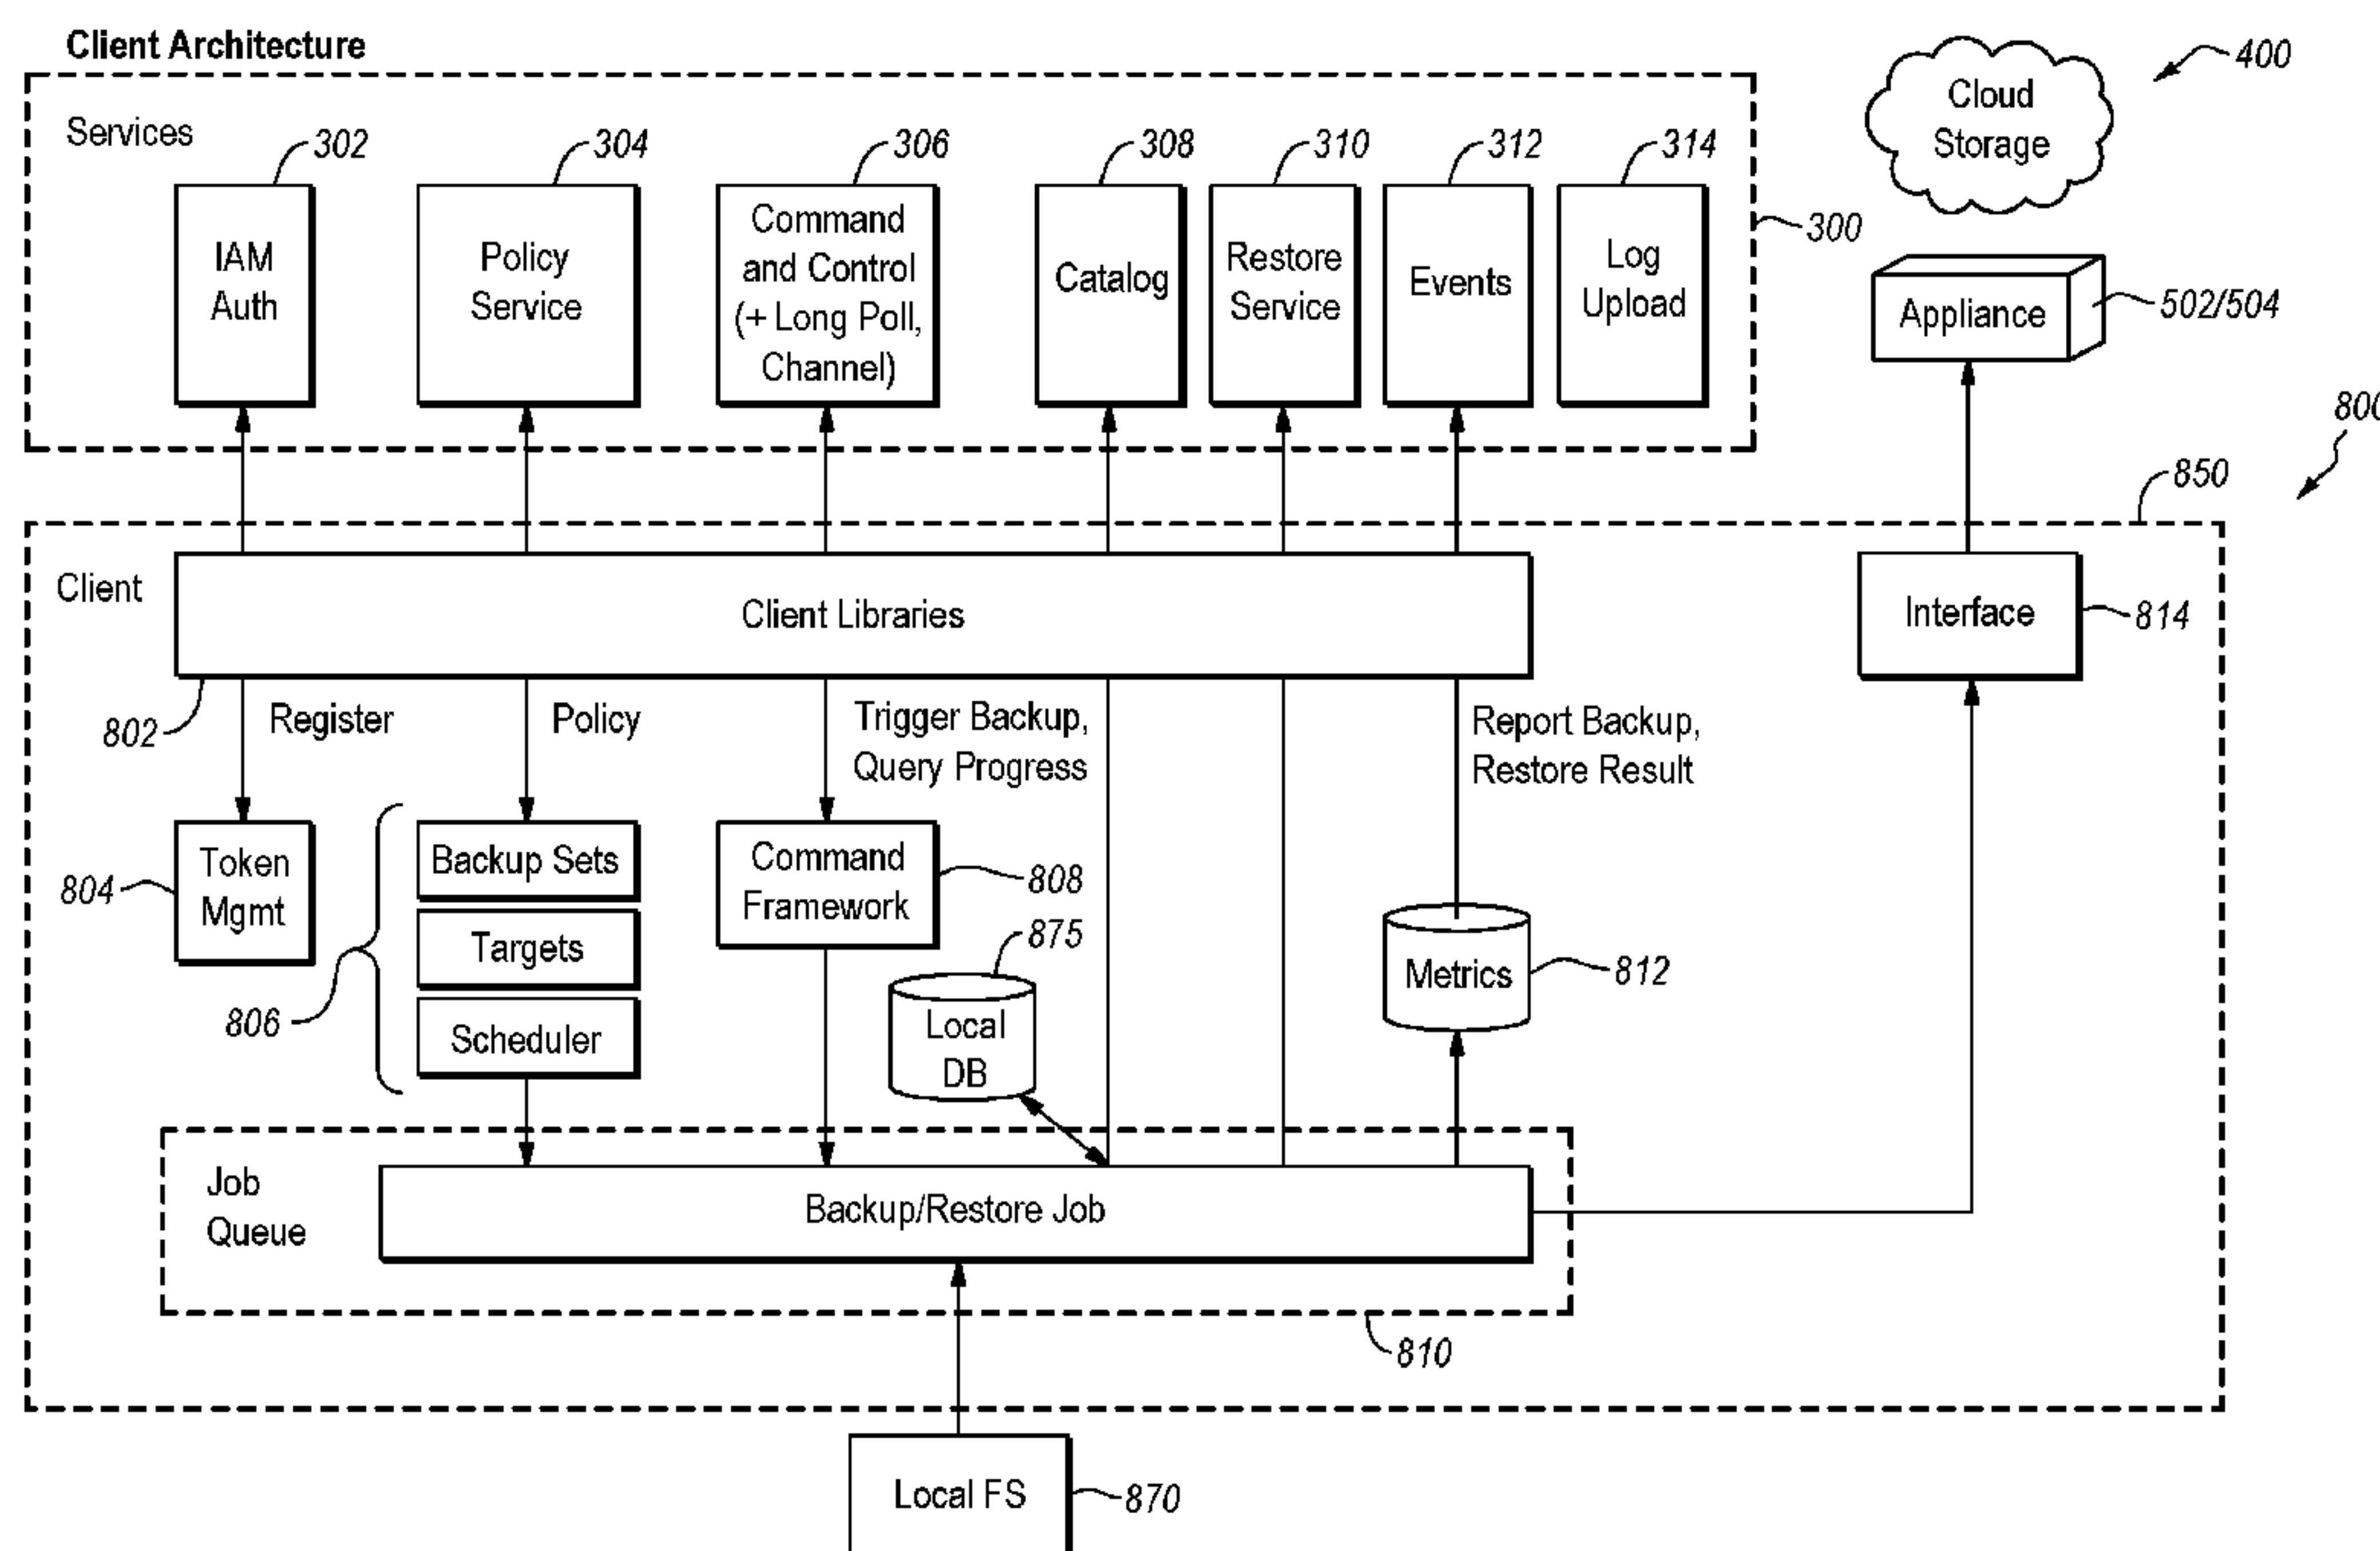 Client Architecture
400
Cloud
Storage
Services
302
304
306
308
310
312
314
300
IAM
Auth
Policy
Service
Command
and Control
(+ Long Poll,
Channel)
Catalog
Restore
Service
Events
Log
Upload
Appliance
502/504
800
850
Client
Client Libraries
Interface
814
802
Register
Policy
Trigger Backup,
Query Progress
Report Backup,
Restore Result
804
Token
Mgmt
Backup Sets
Targets
Scheduler
806
Command
Framework
808
875
Local
DB
Metrics
812
Job
Queue
Backup/Restore Job
810
Local FS
870